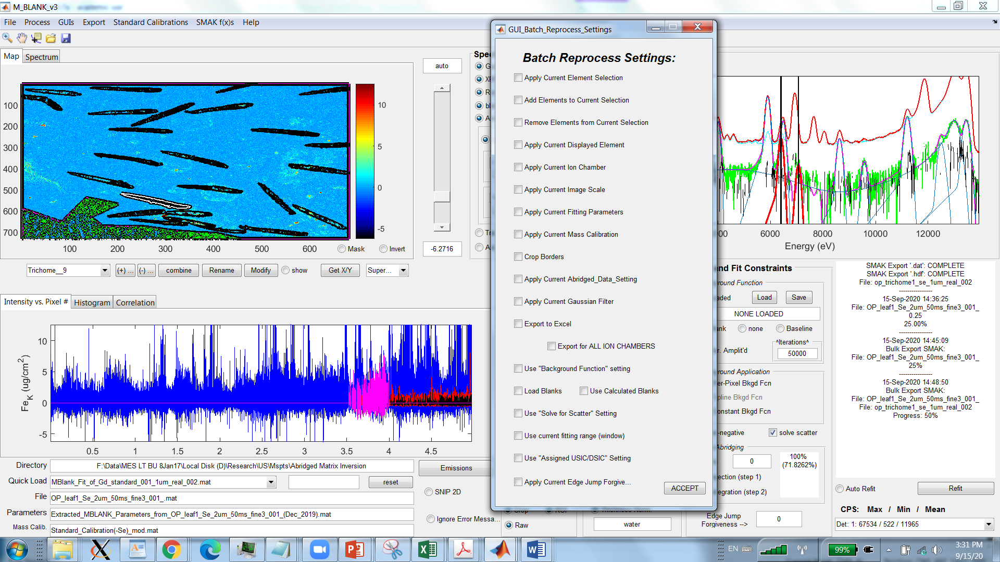 M_BLANK_v3
File Process GUIs Export Standard Calibrations SMAK f(x)s Help
Map Spectrum
100
200
300
400
500
600
700
100 200 300 400 500 600
10
5
0
-5
Mask Invert
auto
-6.2716
Trichome__9 (+) ... (-) ... combine Rename Modify show Get X/Y Super...
Intensity vs. Pixel # Histogram Correlation
FeK (ug/cm2)
10
5
0
-5
0.5 1 1.5 2 2.5 3 3.5 4 4.5
Directory F:\Data\MES LT BU 8Jan17\Local Disk (D)\Research\US\Mspts\Abridged Matrix Inversion
Quick Load MBlank_Fit_of_Gd_standard_001_1um_real_002.mat reset
File OP_leaf1_Se_2um_50ms_fine3_001_.mat
Parameters Extracted_MBLANK_Parameters_from_OP_leaf1_Se_2um_50ms_fine3_001_(Dec_2019).mat
Mass Calib. Standard_Calibration(-Se)_mod.mat
Emissions
SNIP 2D
Ignore Error Messa...
Raw
water
GUI_Batch_Reprocess_Settings
Batch Reprocess Settings:
Apply Current Element Selection
Add Elements to Current Selection
Remove Elements from Current Selection
Apply Current Displayed Element
Apply Current Ion Chamber
Apply Current Image Scale
Apply Current Fitting Parameters
Apply Current Mass Calibration
Crop Borders
Apply Current Abridged_Data_Setting
Apply Current Gaussian Filter
Export to Excel
Export for ALL ION CHAMBERS
Use "Background Function" setting
Load Blanks Use Calculated Blanks
Use "Solve for Scatter" Setting
Use current fitting range (window)
Use "Assigned USIC/DSIC" Setting
Apply Current Edge Jump Forgive...
ACCEPT
6000 8000 10000 12000
Energy (eV)
nd Fit Constraints
round Function
aded Load Save
NONE LOADED
ank none Baseline
r. Amplit'd
^Iterations^
50000
round Application
er-Pixel Bkgd Fcn
pline Bkgd Fcn
onstant Bkgd Fcn
-negative solve scatter
Abridging
0
100%
(71.8262%)
ection (step 1)
egration (step 2)
Edge Jump
Forgiveness --> 0
SMAK Export '.dat': COMPLETE
SMAK Export '.hdf': COMPLETE
File: op_trichome1_se_1um_real_002
----------------
15-Sep-2020 14:36:25
File: OP_leaf1_Se_2um_50ms_fine3_001_
0.25
25.00%
----------------
15-Sep-2020 14:45:09
Bulk Export SMAK:
File: OP_leaf1_Se_2um_50ms_fine3_001_
25%
----------------
15-Sep-2020 14:48:50
Bulk Export SMAK:
File: OP_leaf1_Se_2um_50ms_fine3_001_
File: op_trichome1_se_1um_real_002
Progress: 50%
Auto Refit Refit
CPS: Max / Min / Mean
Det: 1: 67534 / 522 / 11965
EN
99%
3:31 PM
9/15/20